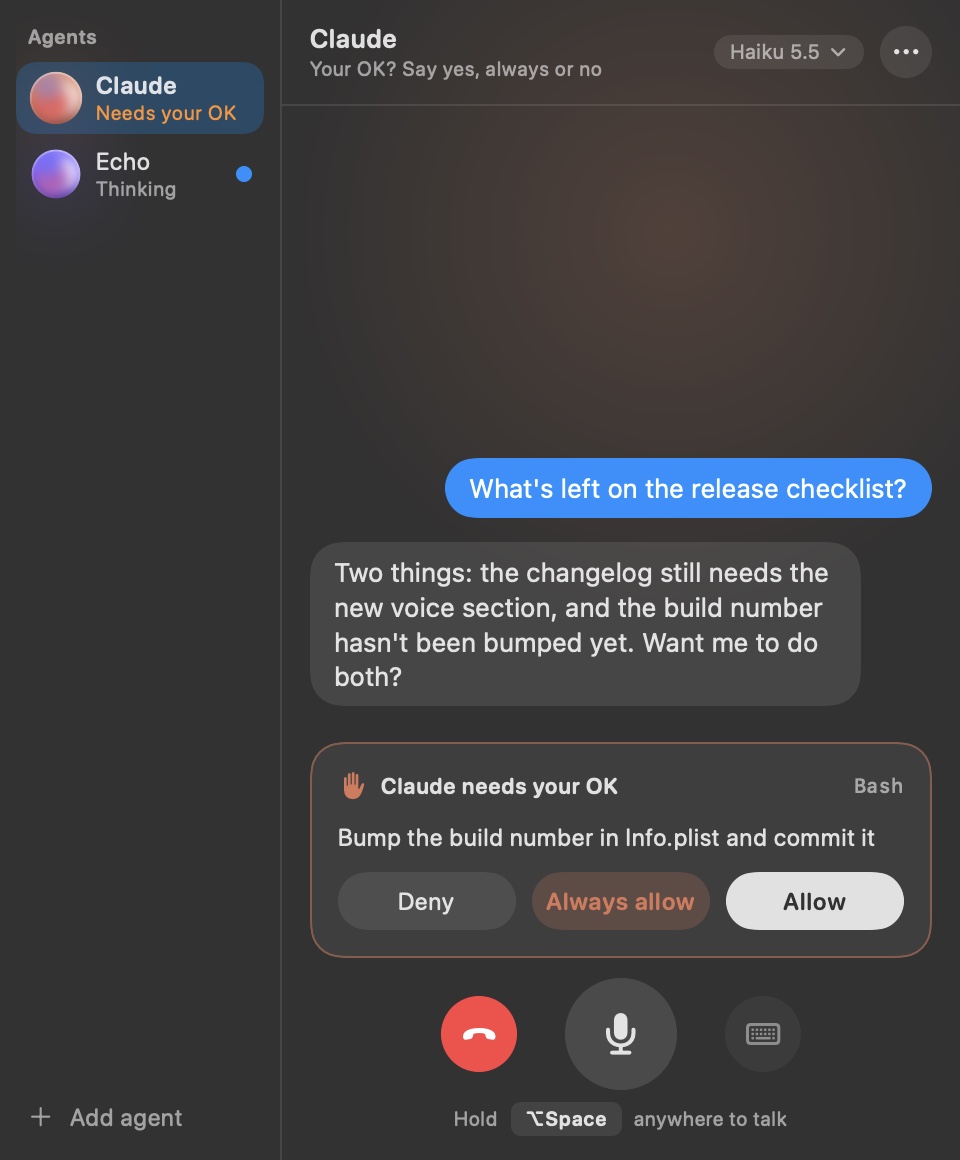 Agents
Claude
Needs your OK
Echo
Thinking
Add agent
Claude
Your OK? Say yes, always or no
Haiku 5.5
What's left on the release checklist?
Two things: the changelog still needs the
new voice section, and the build number
hasn't been bumped yet. Want me to do
both?
Claude needs your OK
Bash
Bump the build number in Info.plist and commit it
Deny
Always allow
Allow
Hold ⌥Space anywhere to talk